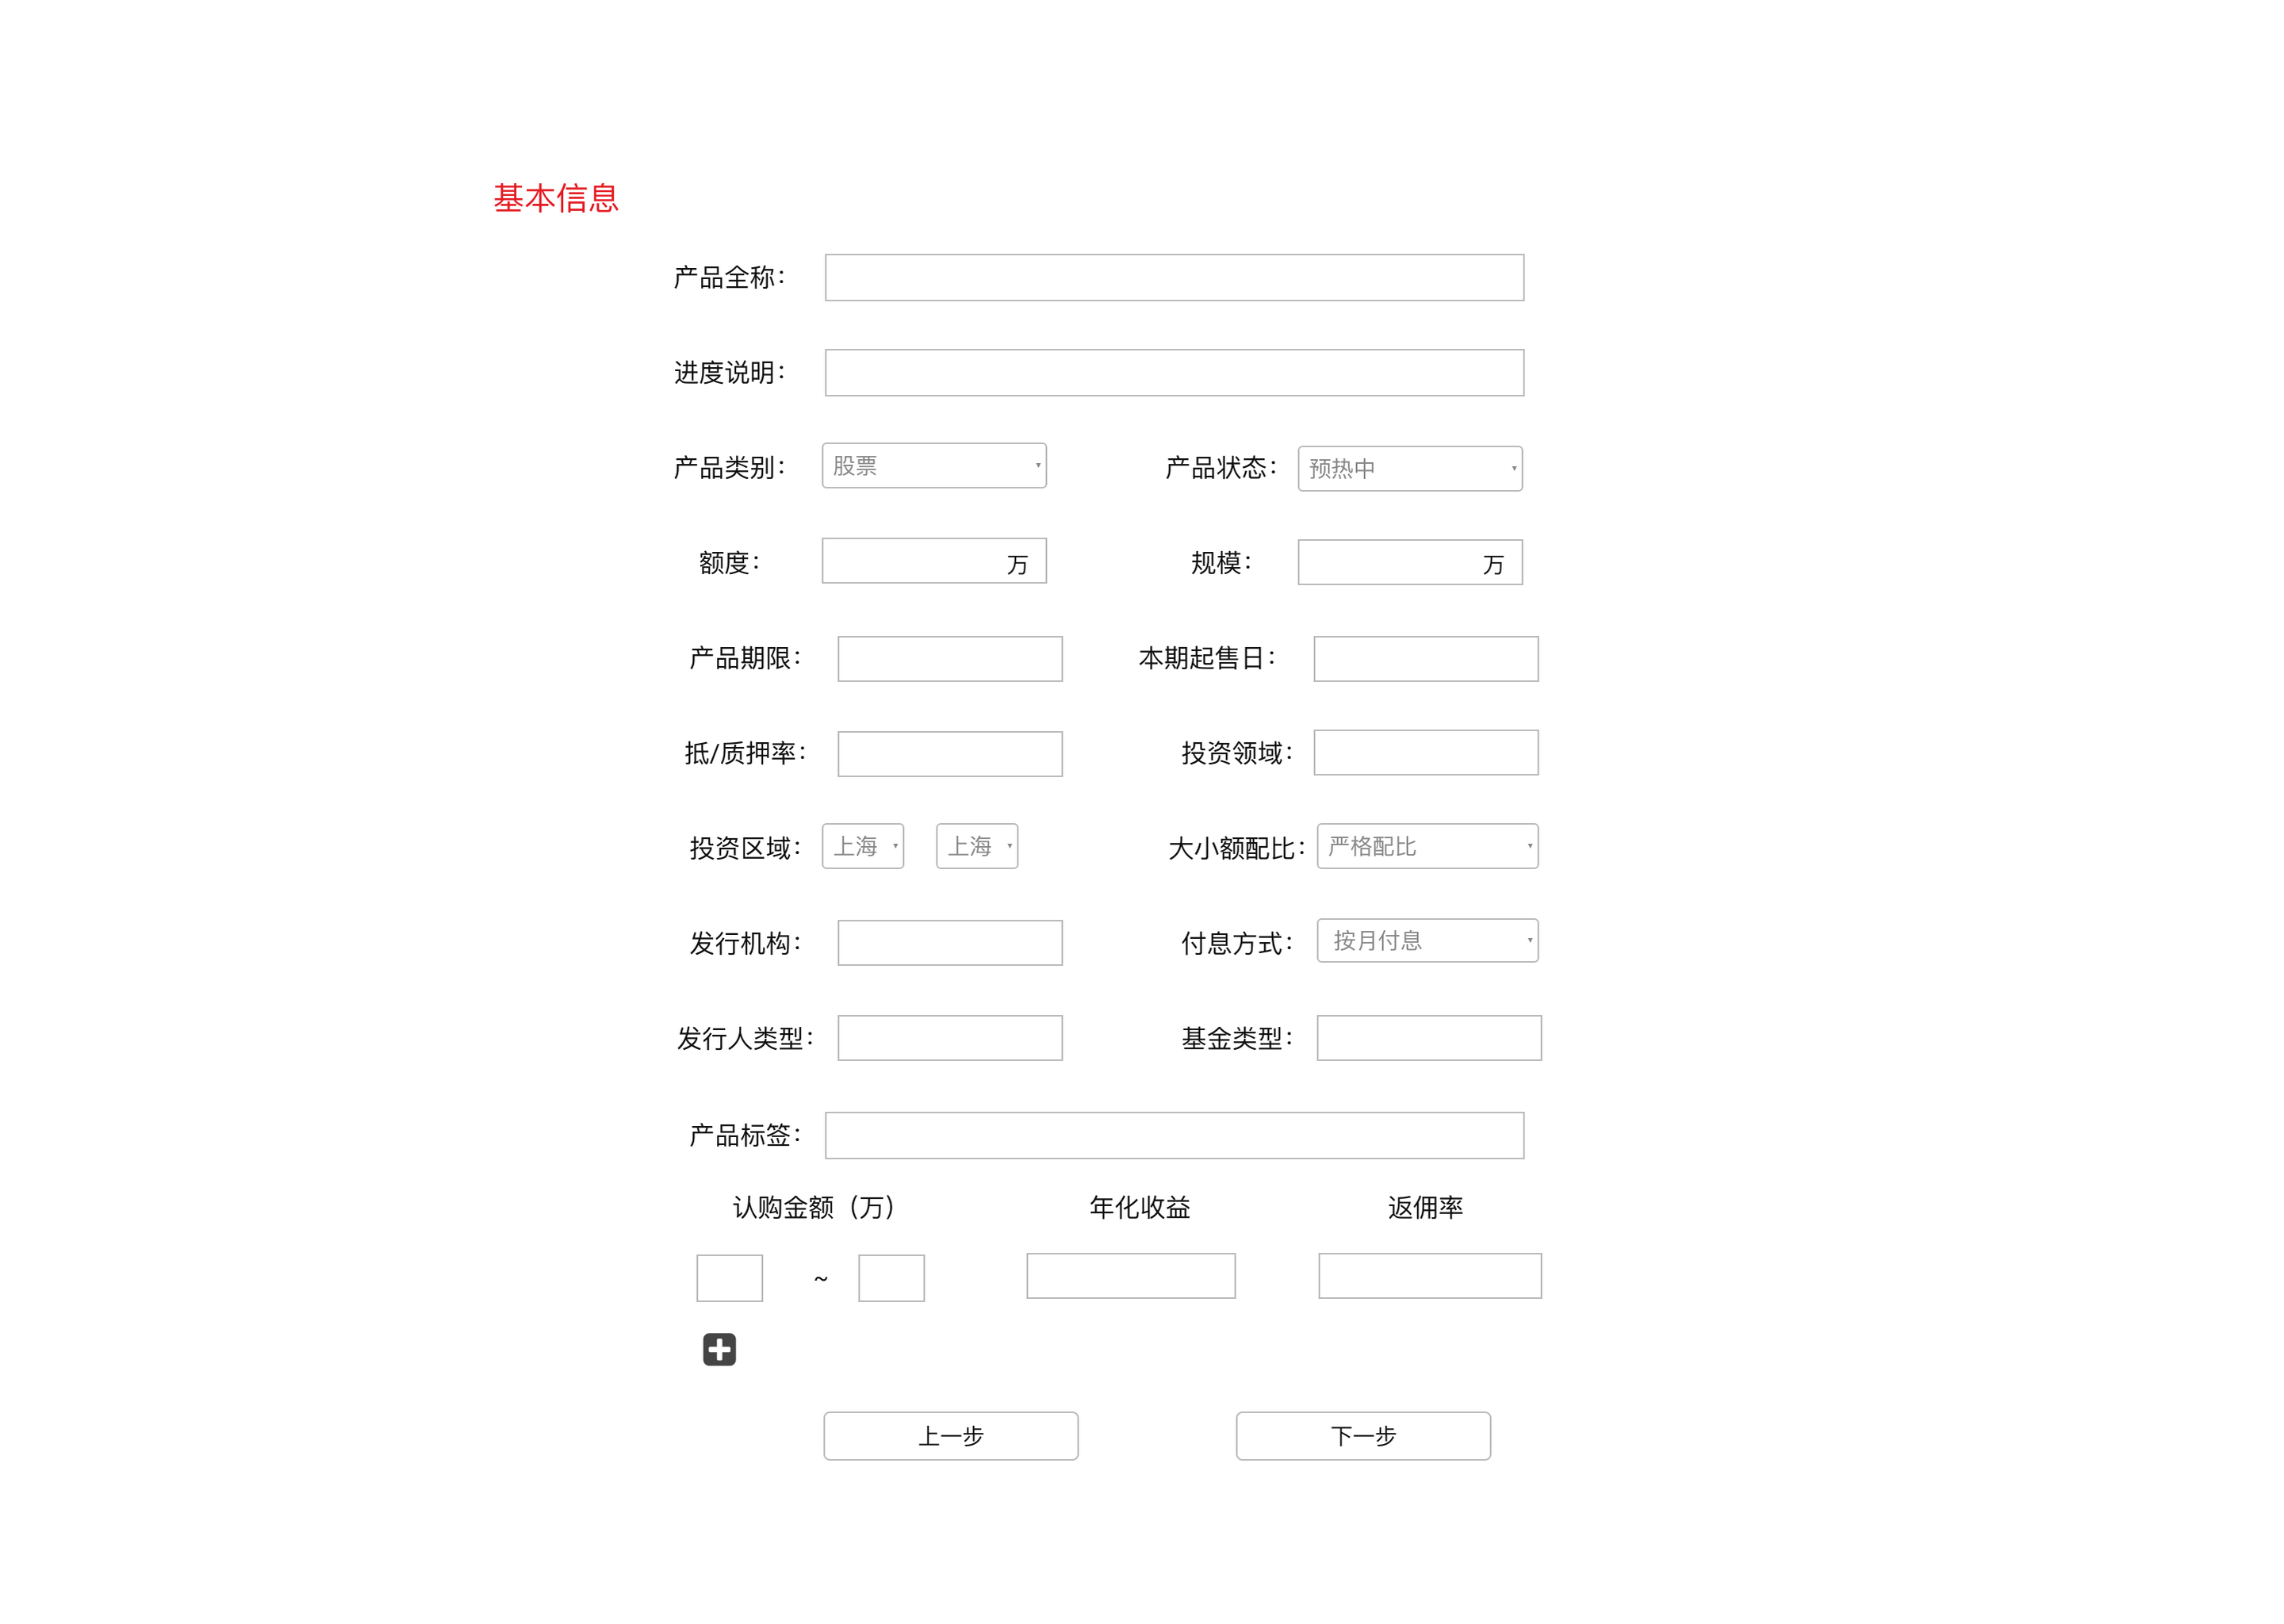 基本信息
产品全称：
进度说明：
产品类别： 股票 产品状态： 预热中
额度： 万 规模： 万
产品期限： 本期起售日：
抵/质押率： 投资领域：
投资区域： 上海 上海 大小额配比： 严格配比
发行机构： 付息方式： 按月付息
发行人类型： 基金类型：
产品标签：
认购金额（万） 年化收益 返佣率
~
上一步 下一步